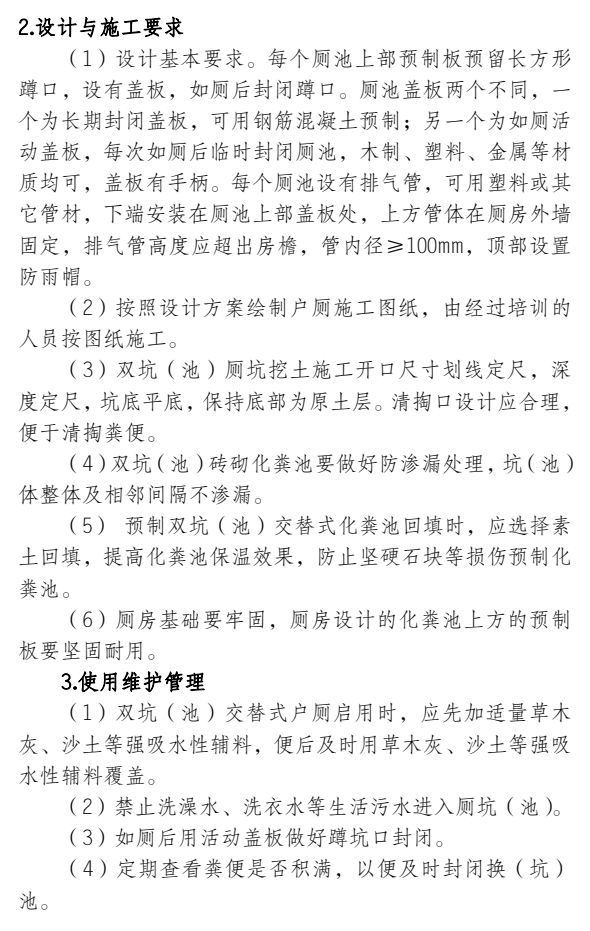 2.设计与施工要求
（1）设计基本要求。每个厕池上部预制板预留长方形
蹲口，设有盖板，如厕后封闭蹲口。厕池盖板两个不同，一
个为长期封闭盖板，可用钢筋混凝土预制；另一个为如厕活
动盖板，每次如厕后临时封闭厕池，木制、塑料、金属等材
质均可，盖板有手柄。每个厕池设有排气管，可用塑料或其
它管材，下端安装在厕池上部盖板处，上方管体在厕房外墙
固定，排气管高度应超出房檐，管内径≥100mm，顶部设置
防雨帽。
（2）按照设计方案绘制户厕施工图纸，由经过培训的
人员按图纸施工。
（3）双坑（池）厕坑挖土施工开口尺寸划线定尺，深
度定尺，坑底平底，保持底部为原土层。清掏口设计应合理，
便于清掏粪便。
（4）双坑（池）砖砌化粪池要做好防渗漏处理，坑（池）
体整体及相邻间隔不渗漏。
（5） 预制双坑（池）交替式化粪池回填时，应选择素
土回填，提高化粪池保温效果，防止坚硬石块等损伤预制化
粪池。
（6）厕房基础要牢固，厕房设计的化粪池上方的预制
板要坚固耐用。
3.使用维护管理
（1）双坑（池）交替式户厕启用时，应先加适量草木
灰、沙土等强吸水性辅料，便后及时用草木灰、沙土等强吸
水性辅料覆盖。
（2）禁止洗澡水、洗衣水等生活污水进入厕坑（池）。
（3）如厕后用活动盖板做好蹲坑口封闭。
（4）定期查看粪便是否积满，以便及时封闭换（坑）
池。